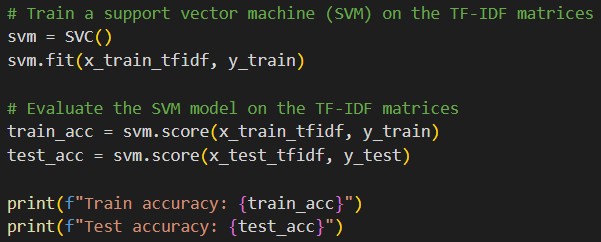 # Train a support vector machine (SVM) on the TF-IDF matrices
svm = SVC()
svm.fit(x_train_tfidf, y_train)
# Evaluate the SVM model on the TF-IDF matrices
train_acc = svm.score(x_train_tfidf, y_train)
test_acc = svm.score(x_test_tfidf, y_test)
print(f"Train accuracy: {train_acc}")
print(f"Test accuracy: {test_acc}")